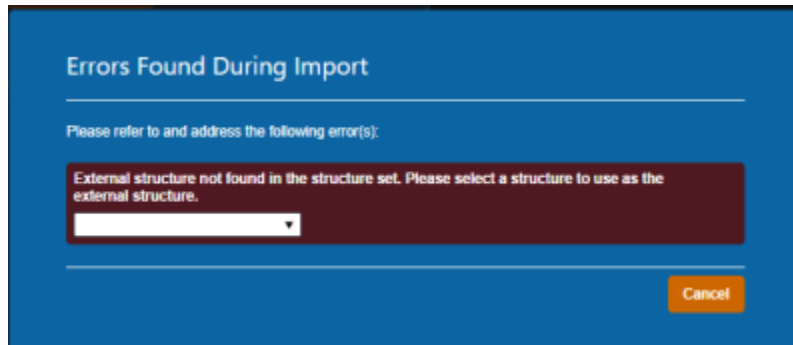 Errors Found During Import
Please refer to and address the following error(s):
External structure not found in the structure set. Please select a structure to use as the
external structure.
Cancel